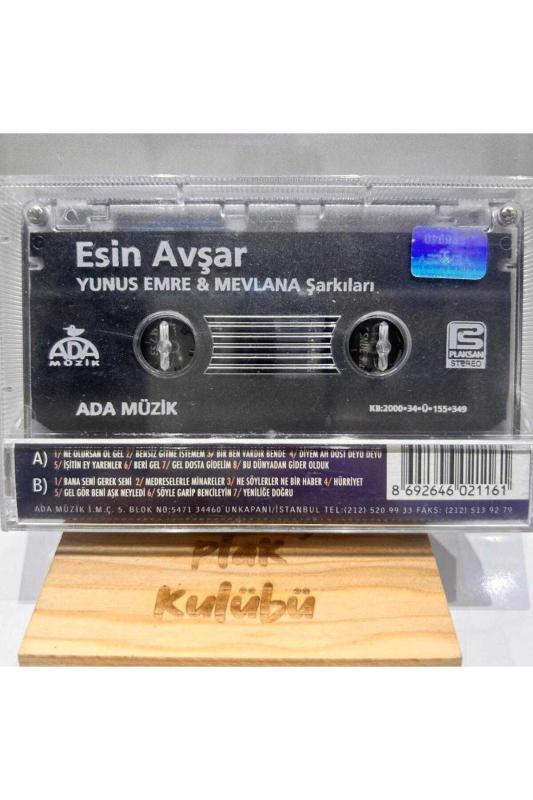 Esin Avşar
YUNUS EMRE & MEVLANA Şarkıları
ADA
MÜZİK
PLAKSAN
STEREO
ADA MÜZİK
KB:2000•34•Ü•155•349
A) 1/ NE OLURSAN OL GEL 2/ BENSİZ GİTME İSTEMEM 3/ BİR BEN VARDIR BENDE 4/ DİYEM AH DOST DEYU DEYU
5/ İŞİTİN EY YARENLER 6/ BERİ GEL 7/ GEL DOSTA GİDELİM 8/ BU DÜNYADAN GİDER OLDUK
B) 1/ BANA SENİ GEREK SENİ 2/ MEDRESELERLE MİNARELER 3/ NE SÖYLERLER NE BİR HABER 4/ HÜRRİYET
5/ GEL GÖR BENİ AŞK NEYLEDİ 6/ SÖYLE GARİP BENCİLEYİN 7/ YENİLİĞE DOĞRU
8 692646 021161
ADA MÜZİK İ.M.Ç. 5. BLOK NO:5471 34460 UNKAPANI/İSTANBUL TEL:(212) 520 99 33 FAKS: (212) 513 92 79
plak
Kulübü